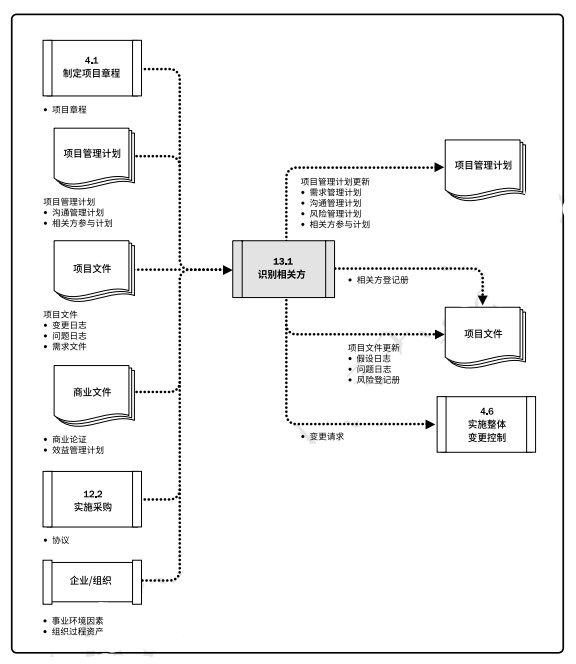 4.1
制定项目章程
• 项目章程
项目管理计划
项目管理计划
• 沟通管理计划
• 相关方参与计划
项目文件
项目文件
• 变更日志
• 问题日志
• 需求文件
商业文件
• 商业论证
• 效益管理计划
12.2
实施采购
• 协议
企业/组织
• 事业环境因素
• 组织过程资产
13.1
识别相关方
项目管理计划更新
• 需求管理计划
• 沟通管理计划
• 风险管理计划
• 相关方参与计划
项目管理计划
• 相关方登记册
项目文件
项目文件更新
• 假设日志
• 问题日志
• 风险登记册
• 变更请求
4.6
实施整体
变更控制